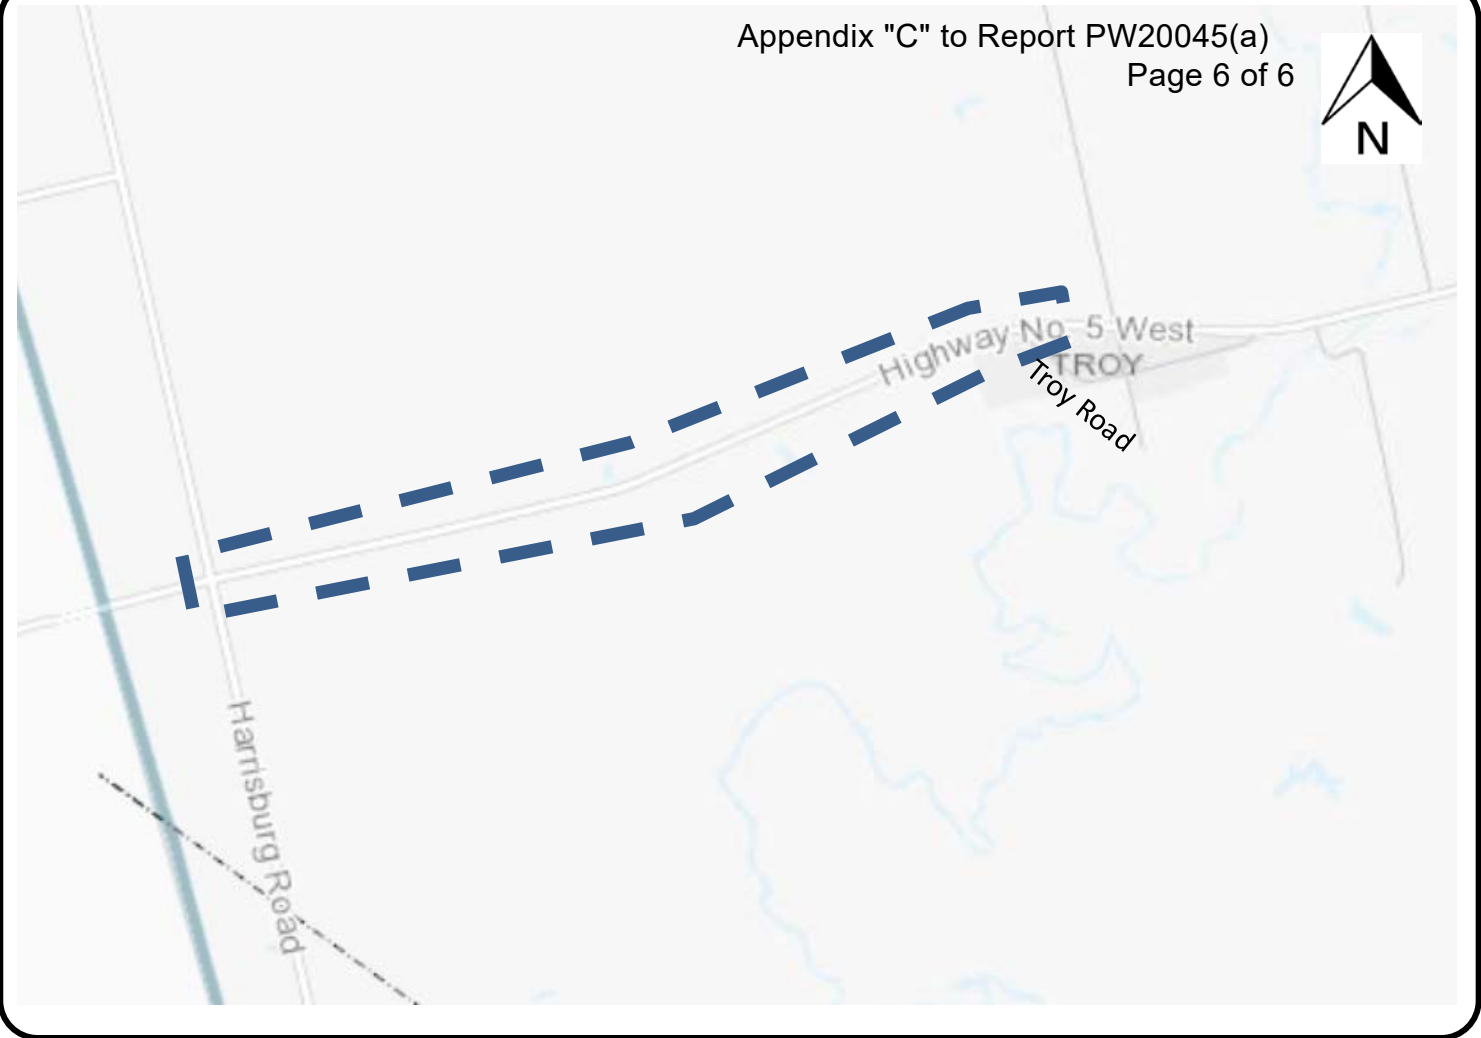 Appendix "C" to Report PW20045(a)
Page 6 of 6
N
Highway No. 5 West
TROY
Troy Road
Harrisburg Road